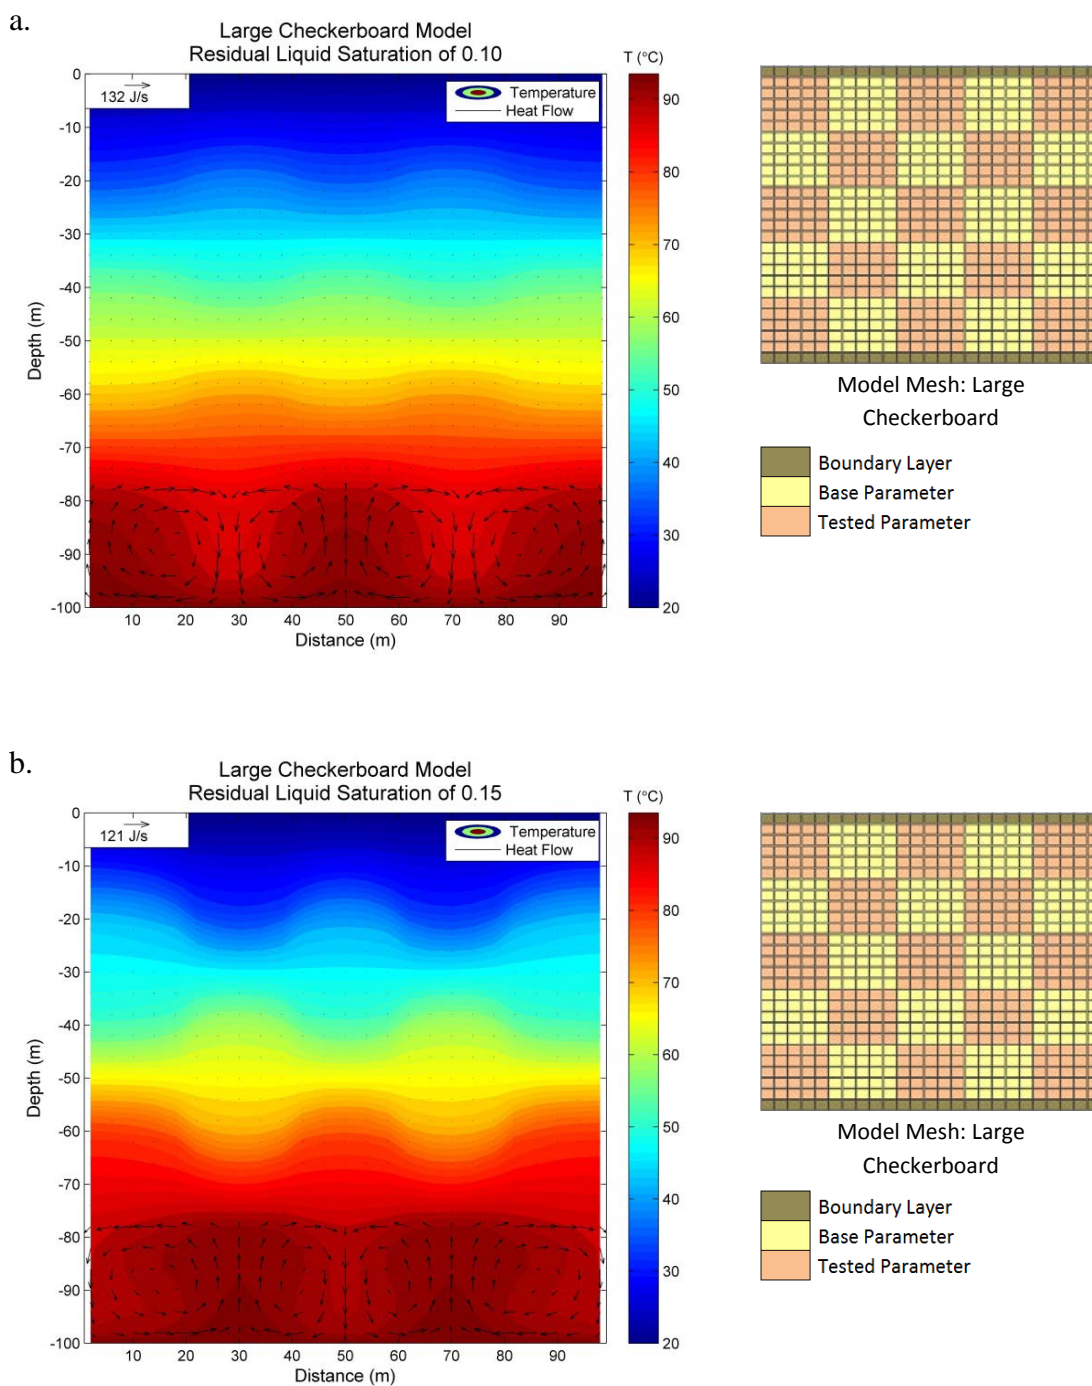 a.
Large Checkerboard Model
Residual Liquid Saturation of 0.10
T (°C)
132 J/s
Temperature
Heat Flow
0
-10
-20
-30
-40
-50
-60
-70
-80
-90
-100
Depth (m)
10 20 30 40 50 60 70 80 90
Distance (m)
90
80
70
60
50
40
30
20
Model Mesh: Large
Checkerboard
Boundary Layer
Base Parameter
Tested Parameter
b.
Large Checkerboard Model
Residual Liquid Saturation of 0.15
T (°C)
121 J/s
Temperature
Heat Flow
0
-10
-20
-30
-40
-50
-60
-70
-80
-90
-100
Depth (m)
10 20 30 40 50 60 70 80 90
Distance (m)
90
80
70
60
50
40
30
20
Model Mesh: Large
Checkerboard
Boundary Layer
Base Parameter
Tested Parameter